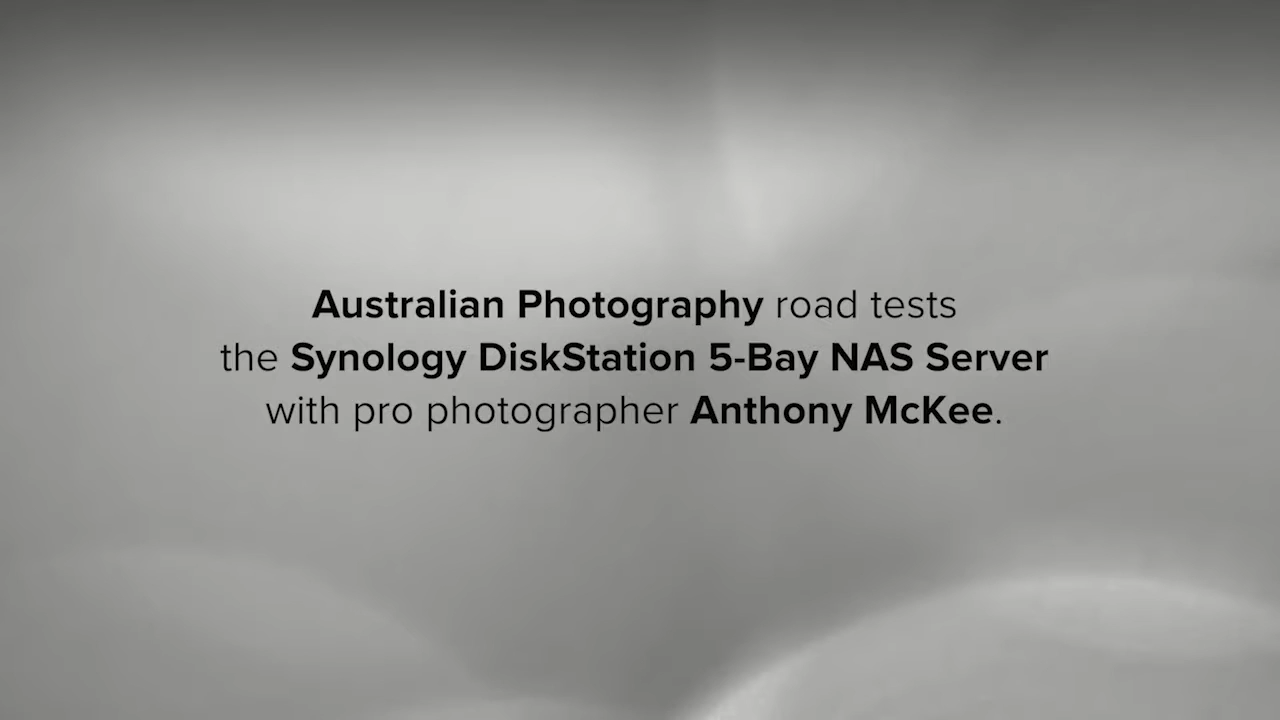 Australian Photography road tests
the Synology DiskStation 5-Bay NAS Server
with pro photographer Anthony McKee.